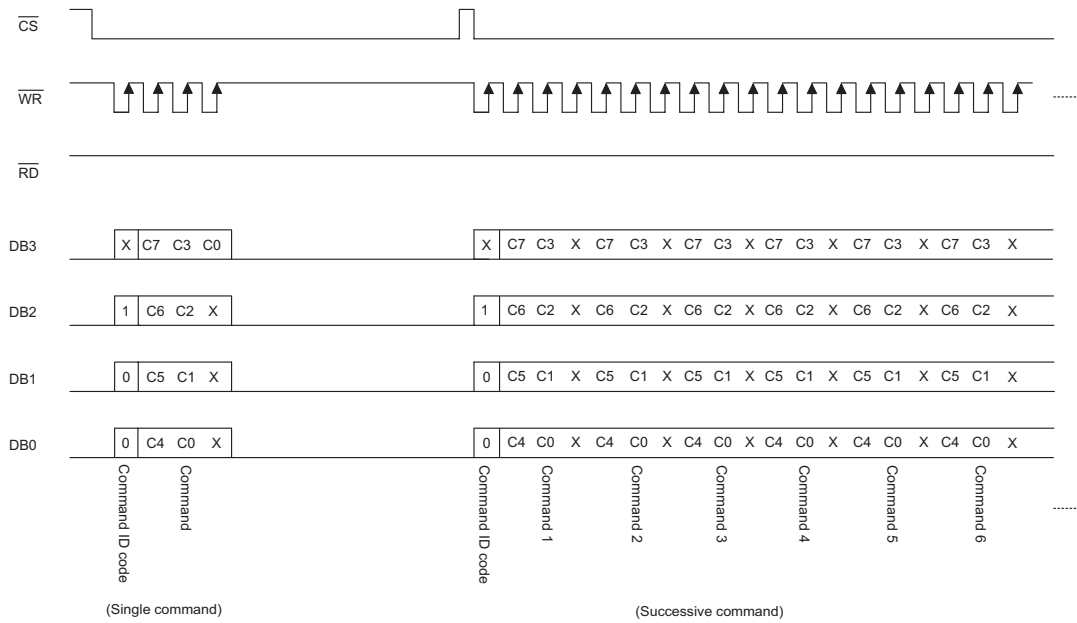 CS
WR
RD
DB3 X C7 C3 C0 X C7 C3 X C7 C3 X C7 C3 X C7 C3 X C7 C3 X C7 C3 X
DB2 1 C6 C2 X 1 C6 C2 X C6 C2 X C6 C2 X C6 C2 X C6 C2 X C6 C2 X
DB1 0 C5 C1 X 0 C5 C1 X C5 C1 X C5 C1 X C5 C1 X C5 C1 X C5 C1 X
DB0 0 C4 C0 X 0 C4 C0 X C4 C0 X C4 C0 X C4 C0 X C4 C0 X C4 C0 X
Command ID code
Command
Command ID code
Command 1
Command 2
Command 3
Command 4
Command 5
Command 6
(Single command)
(Successive command)